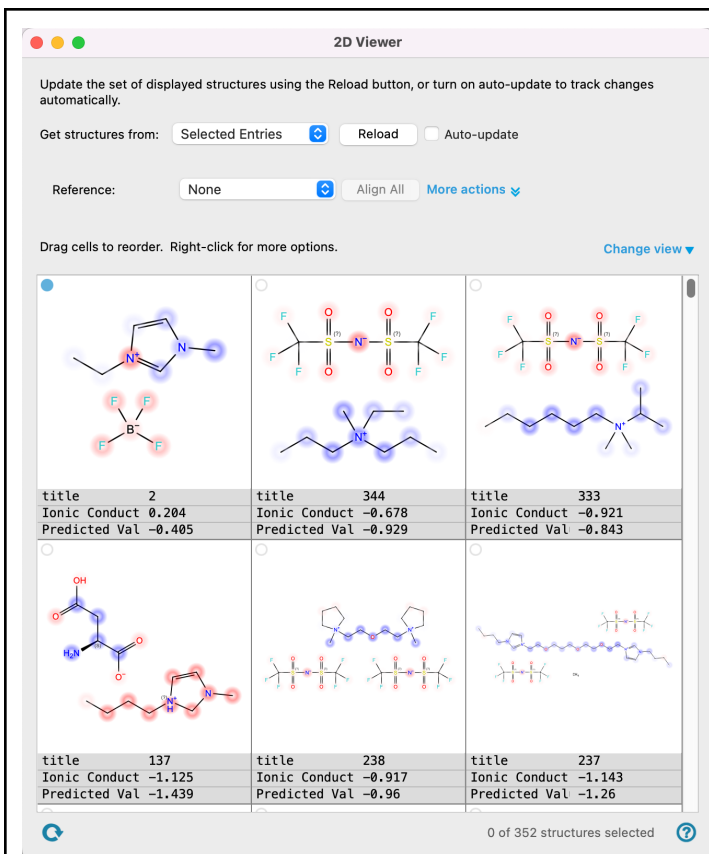 2D Viewer
Update the set of displayed structures using the Reload button, or turn on auto-update to track changes
automatically.
Get structures from: Selected Entries Reload Auto-update
Reference: None Align All More actions
Drag cells to reorder. Right-click for more options.
Change view
N+ N
F F
B-
F F
title 2
Ionic Conduct 0.204
Predicted Val -0.405
O O
F F
(?) (?)
F S N- S F
F F
O O
N+
title 344
Ionic Conduct -0.678
Predicted Val -0.929
O O
F F
(?) (?)
F S N- S F
F F
O O
N+
title 333
Ionic Conduct -0.921
Predicted Val -0.843
OH
O
O
H₂N
O-
N+ N
H
title 137
Ionic Conduct -1.125
Predicted Val -1.439
title 238
Ionic Conduct -0.917
Predicted Val -0.96
title 237
Ionic Conduct -1.143
Predicted Val -1.26
0 of 352 structures selected ?